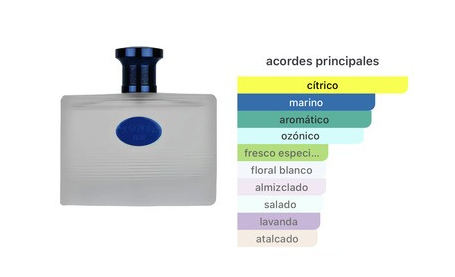 acordes principales
cítrico
marino
aromático
ozónico
fresco especi...
floral blanco
almizclado
salado
lavanda
atalcado